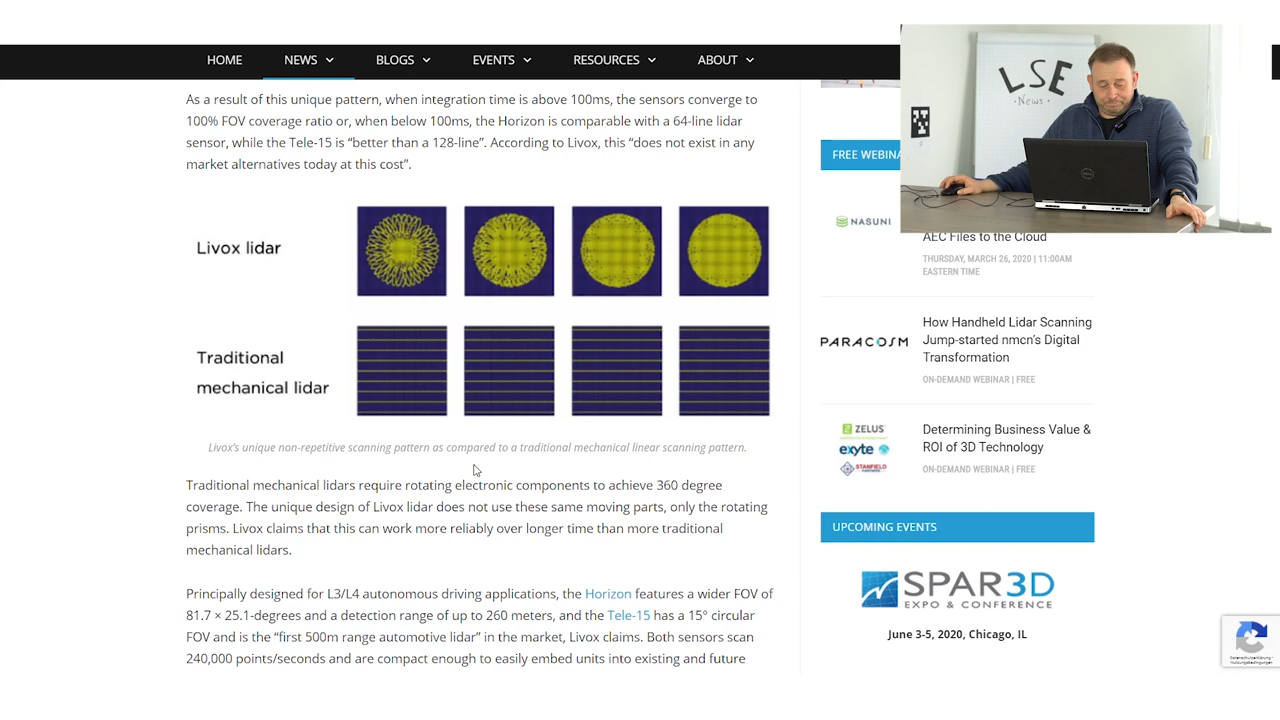 HOME
NEWS
BLOGS
EVENTS
RESOURCES
ABOUT
LSE
News
As a result of this unique pattern, when integration time is above 100ms, the sensors converge to
100% FOV coverage ratio or, when below 100ms, the Horizon is comparable with a 64-line lidar
sensor, while the Tele-15 is “better than a 128-line”. According to Livox, this “does not exist in any
market alternatives today at this cost”.
Livox lidar
Traditional
mechanical lidar
Livox's unique non-repetitive scanning pattern as compared to a traditional mechanical linear scanning pattern.
Traditional mechanical lidars require rotating electronic components to achieve 360 degree
coverage. The unique design of Livox lidar does not use these same moving parts, only the rotating
prisms. Livox claims that this can work more reliably over longer time than more traditional
mechanical lidars.
Principally designed for L3/L4 autonomous driving applications, the Horizon features a wider FOV of
81.7 × 25.1-degrees and a detection range of up to 260 meters, and the Tele-15 has a 15° circular
FOV and is the “first 500m range automotive lidar” in the market, Livox claims. Both sensors scan
240,000 points/seconds and are compact enough to easily embed units into existing and future
FREE WEBINA
NASUNI
AEC Files to the Cloud
THURSDAY, MARCH 26, 2020 | 11:00AM
EASTERN TIME
PARACOSM
How Handheld Lidar Scanning
Jump-started nmcn's Digital
Transformation
ON-DEMAND WEBINAR | FREE
ZELUS
exyte
STANFIELD
Determining Business Value &
ROI of 3D Technology
ON-DEMAND WEBINAR | FREE
UPCOMING EVENTS
SPAR3D
EXPO & CONFERENCE
June 3-5, 2020, Chicago, IL